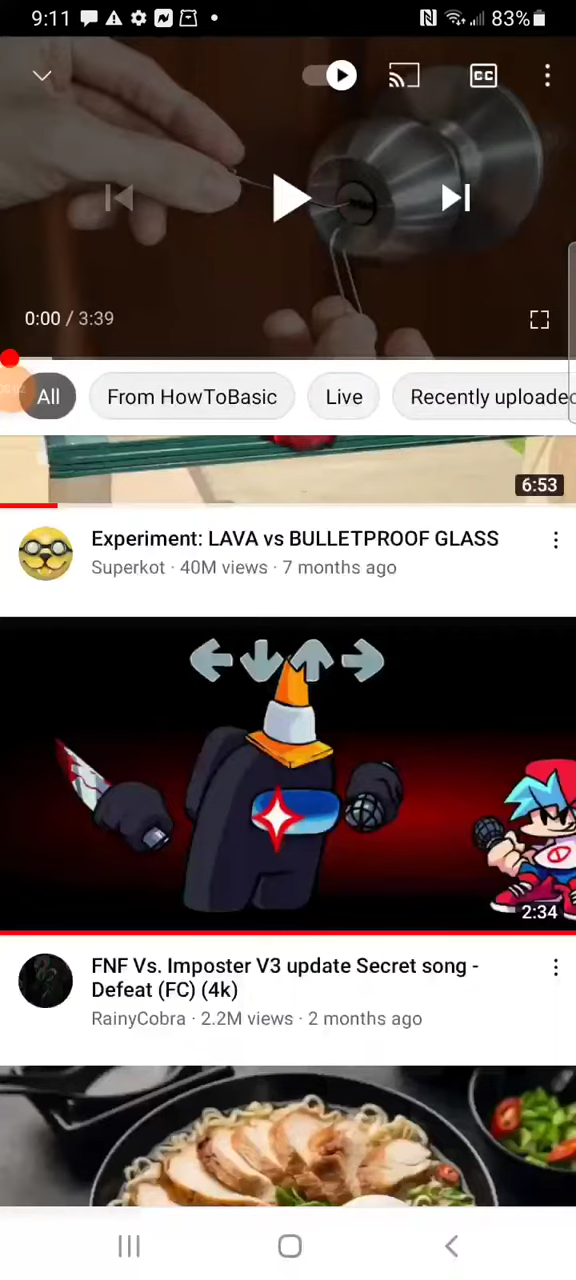 9:11
83%
CC
0:00 / 3:39
All
From HowToBasic
Live
Recently uploaded
6:53
Experiment: LAVA vs BULLETPROOF GLASS
Superkot · 40M views · 7 months ago
2:34
FNF Vs. Imposter V3 update Secret song -
Defeat (FC) (4k)
RainyCobra · 2.2M views · 2 months ago